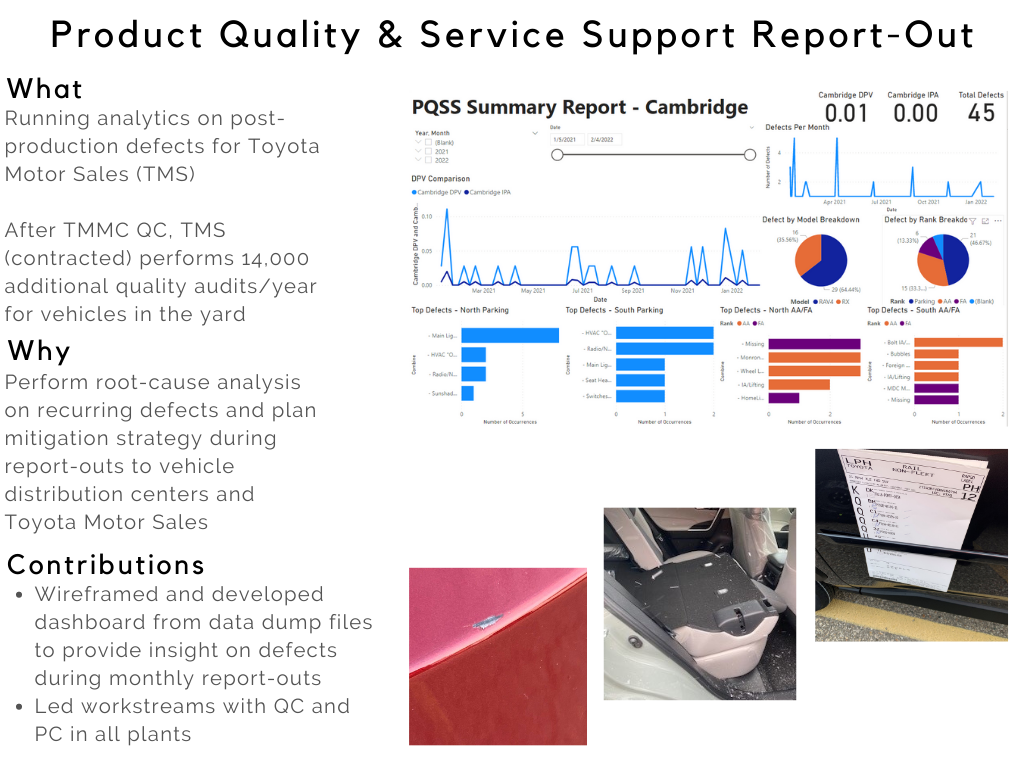 Product Quality & Service Support Report-Out
What
Running analytics on post-
production defects for Toyota
Motor Sales (TMS)
After TMMC QC, TMS
(contracted) performs 14,000
additional quality audits/year
for vehicles in the yard
Why
Perform root-cause analysis
on recurring defects and plan
mitigation strategy during
report-outs to vehicle
distribution centers and
Toyota Motor Sales
Contributions
• Wireframed and developed
dashboard from data dump files
to provide insight on defects
during monthly report-outs
• Led workstreams with QC and
PC in all plants
PQSS Summary Report - Cambridge
Cambridge DPV
0.01
Cambridge IPA
0.00
Total Defects
45
Year, Month
(Blank)
2021
2022
Date
1/5/2021 2/4/2022
Defects Per Month
Number of Defects
4
2
Apr 2021 Jul 2021 Oct 2021 Jan 2022
Date
DPV Comparison
Cambridge DPV Cambridge IPA
Cambridge DPV and Camb...
0.10
0.05
0.00
Mar 2021 May 2021 Jul 2021 Sep 2021 Nov 2021 Jan 2022
Date
Defect by Model Breakdown
16
(35.56%)
29 (64.44%)
Model RAV4 RX
Defect by Rank Breakdo
6
(13.33%)
21
(46.67%)
15 (33.3...)
Rank Parking AA FA (Blank)
Top Defects - North Parking
Combine
- Main Lig...
- HVAC "O...
- Radio/N...
- Sunshad...
0 5
Number of Occurrences
Top Defects - South Parking
Combine
- HVAC "O...
- Radio/N...
- Main Lig...
- Seat Hea...
- Switches...
0 1 2
Number of Occurrences
Top Defects - North AA/FA
Rank AA FA
Combine
- Missing
- Monron...
- Wheel L...
- IA/Lifting
- HomeLi...
0 2
Number of Occurrences
Top Defects - South AA/FA
Rank AA FA
Combine
- Bolt IA/...
- Bubbles
- Foreign ...
- IA/Lifting
- MDC M...
- Missing
0 1 2
Number of Occurrences
LPH
TOYOTA
RAIL
NON-FLEET
PH
12